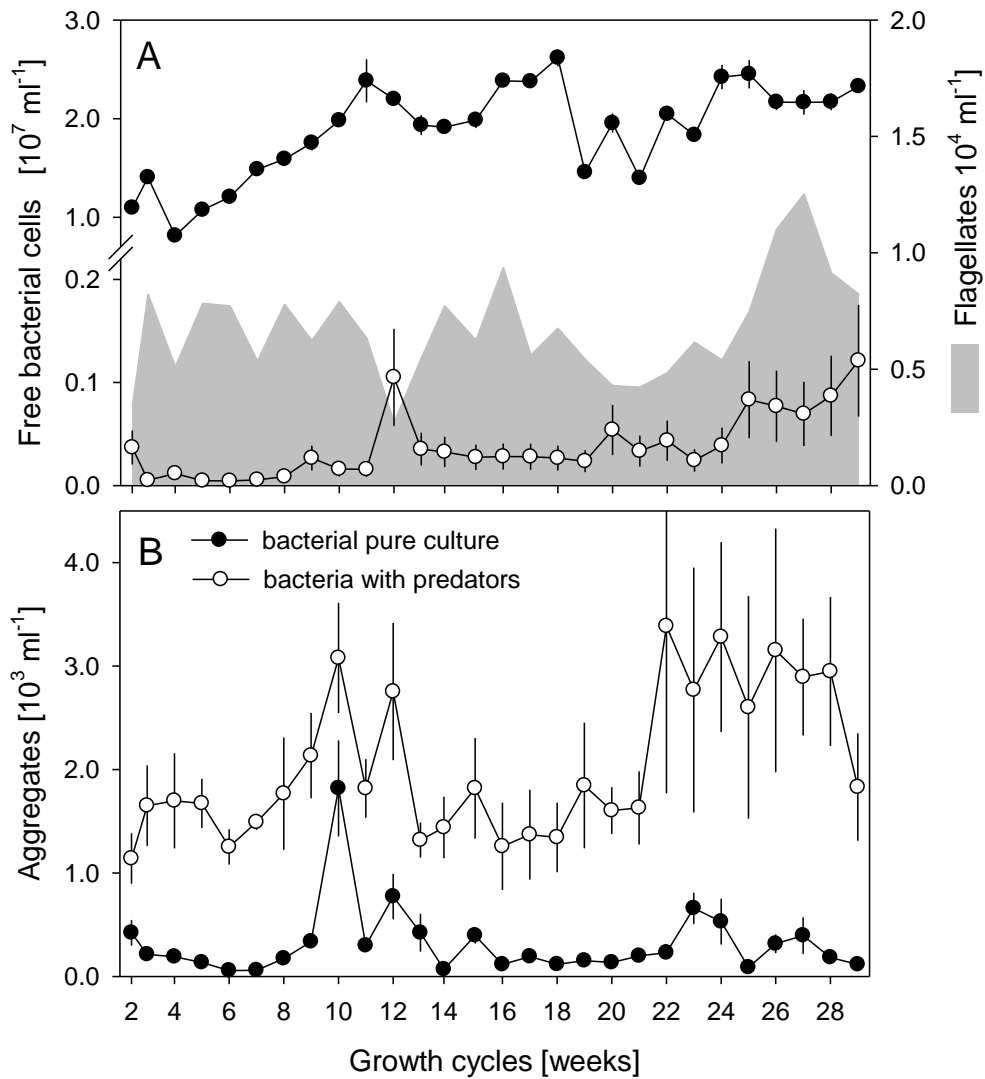 3.0
2.0
1.0
0.2
0.1
0.0
Free bacterial cells [10⁷ ml⁻¹]
A
2.0
1.5
1.0
0.5
0.0
Flagellates 10⁴ ml⁻¹]
B
bacterial pure culture
bacteria with predators
4.0
3.0
2.0
1.0
0.0
Aggregates [10³ ml⁻¹]
2 4 6 8 10 12 14 16 18 20 22 24 26 28
Growth cycles [weeks]